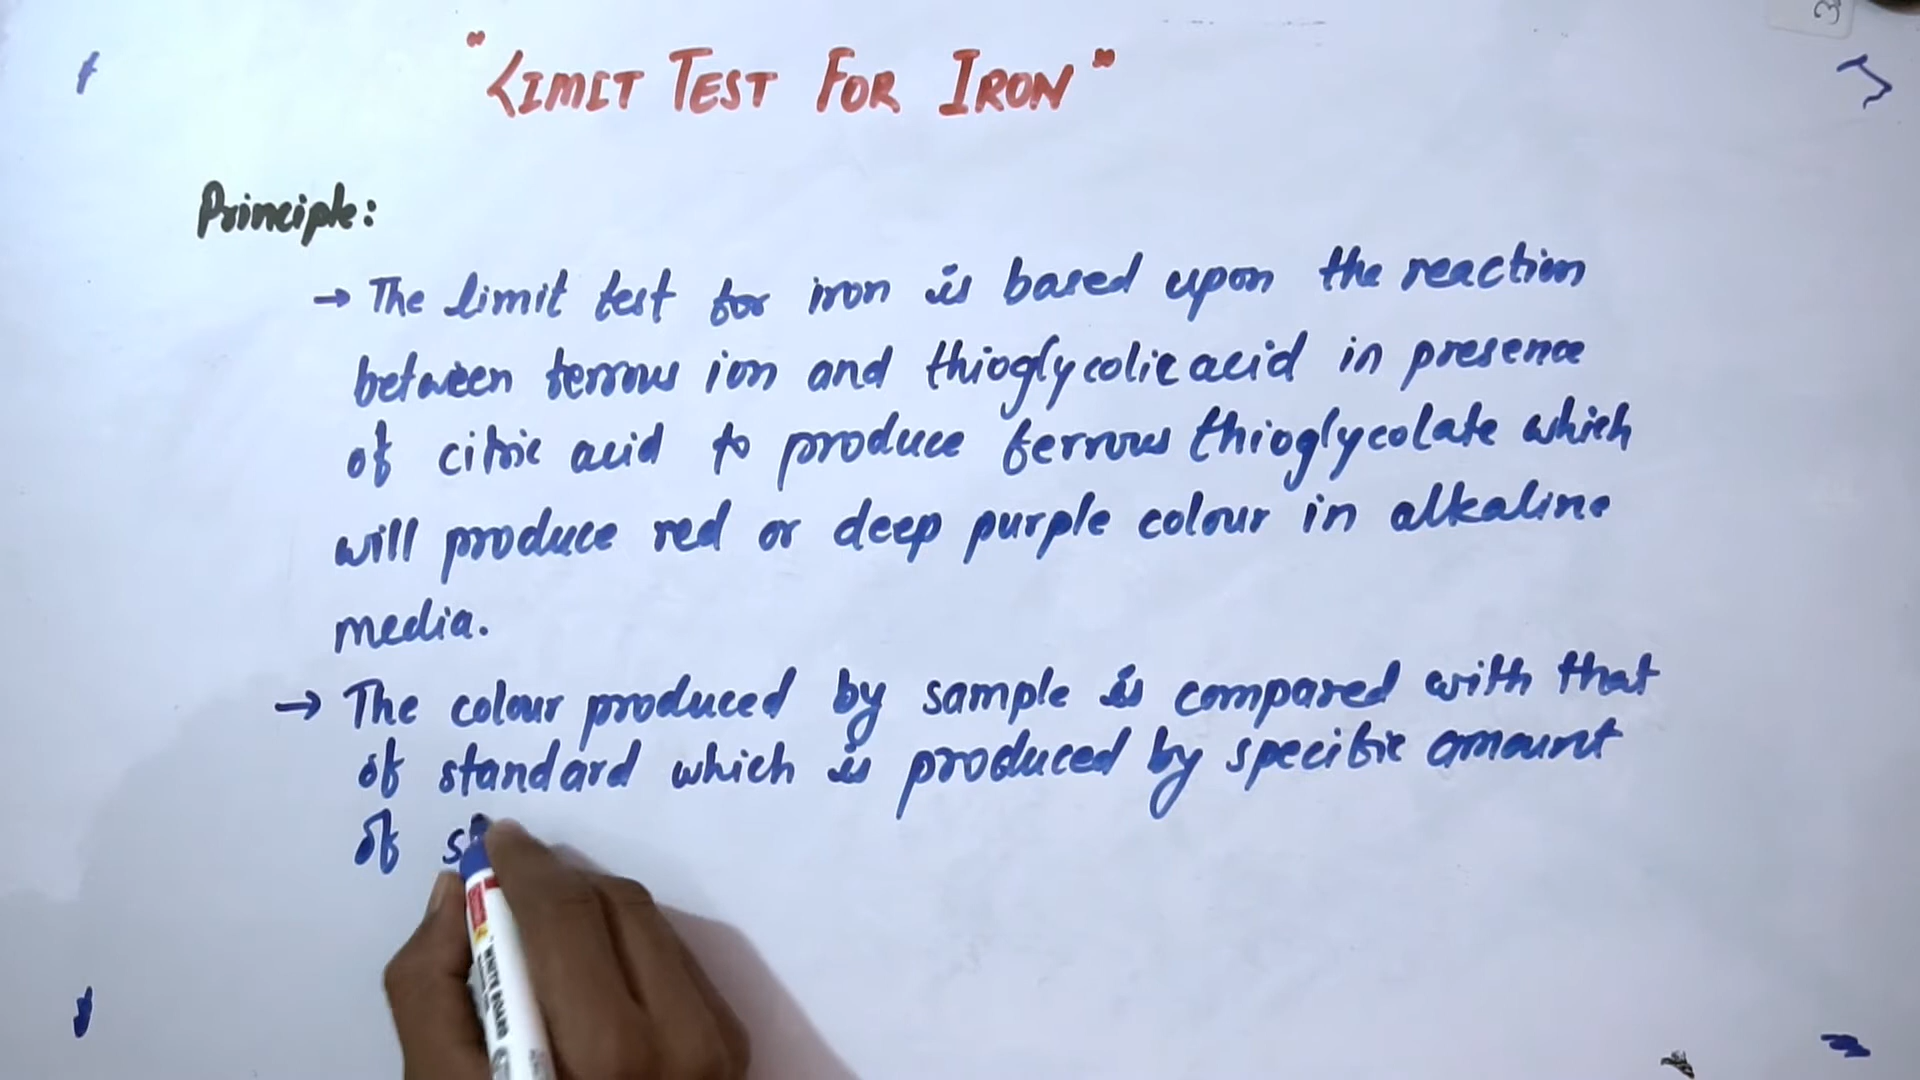 "LIMIT TEST FOR IRON"
Principle:
→ The limit test for iron is based upon the reaction
between ferrous ion and thioglycolic acid in presence
of citric acid to produce ferrous thioglycolate which
will produce red or deep purple colour in alkaline
media.
→ The colour produced by sample is compared with that
of standard which is produced by specific amount
of
WHITE BOARD